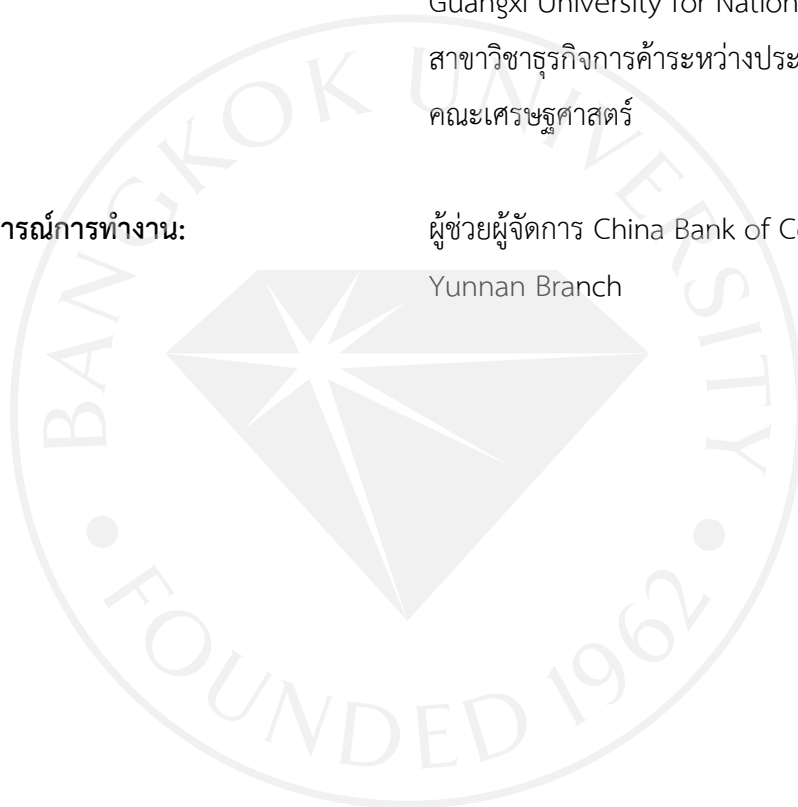 Guangxi University for Nation
สาขาวิชาธุรกิจการค้าระหว่างประ
คณะเศรษฐศาสตร์
ารณ์การทำงาน: ผู้ช่วยผู้จัดการ China Bank of C
Yunnan Branch
BANGKOK UNIVERSITY
FOUNDED 1962